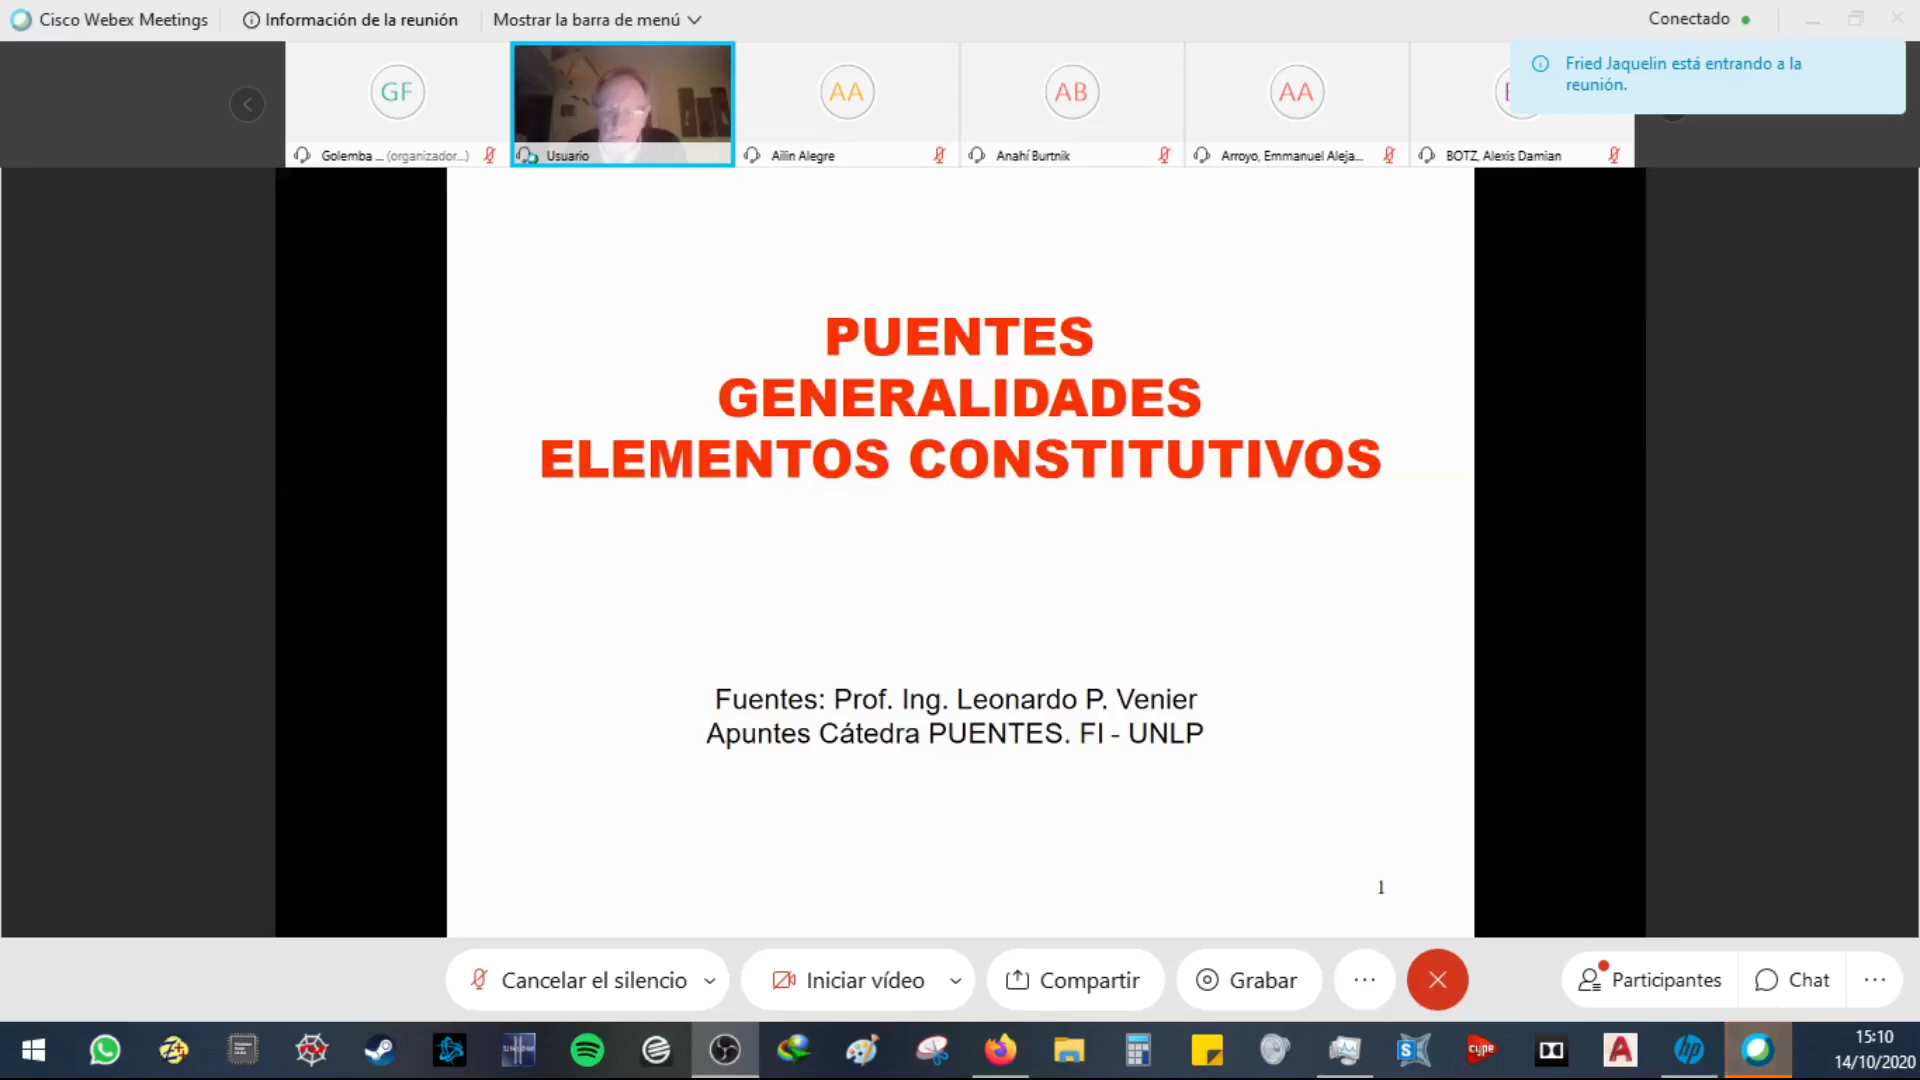 Cisco Webex Meetings
Información de la reunión
Mostrar la barra de menú
Conectado
GF
AA
AB
AA
Fried Jaquelin está entrando a la
reunión.
Golemba ... (organizador...)
Usuario
Ailin Alegre
Anahí Burtnik
Arroyo, Emmanuel Aleja...
BOTZ, Alexis Damian
PUENTES
GENERALIDADES
ELEMENTOS CONSTITUTIVOS
Fuentes: Prof. Ing. Leonardo P. Venier
Apuntes Cátedra PUENTES. FI - UNLP
1
Cancelar el silencio
Iniciar vídeo
Compartir
Grabar
Participantes
Chat
cype
hp
15:10
14/10/2020